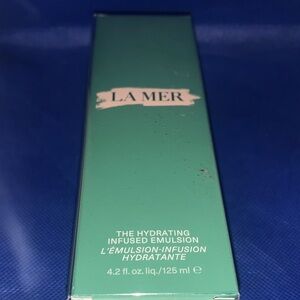 LA MER
THE HYDRATING
INFUSED EMULSION
L'ÉMULSION-INFUSION
HYDRATANTE
4.2 fl. oz. liq./125 ml ℮